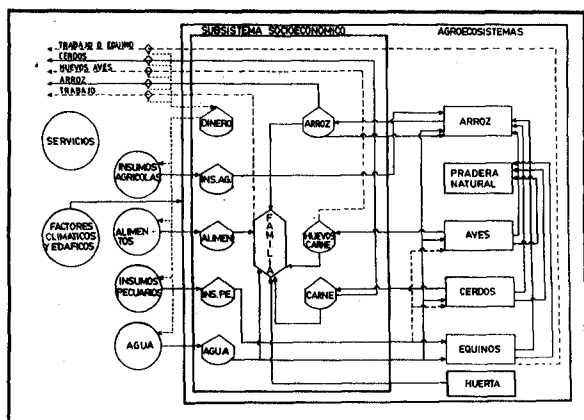 SUBSISTEMA SOCIOECONOMICO
AGROECOSISTEMAS
TRABAJO O EQUINO
CERDOS
HUEVOS AVES
ARROZ
TRABAJO
SERVICIOS
DINERO
ARROZ
ARROZ
INSUMOS
AGRICOLAS
INS.AG.
PRADERA
NATURAL
FACTORES
CLIMATICOS
Y EDAFICOS
ALIMEN
TOS
ALIMEN.
FAMILIA
HUEVOS
CARNE
AVES
INSUMOS
PECUARIOS
INS.PE.
CARNE
CERDOS
AGUA
AGUA
EQUINOS
HUERTA